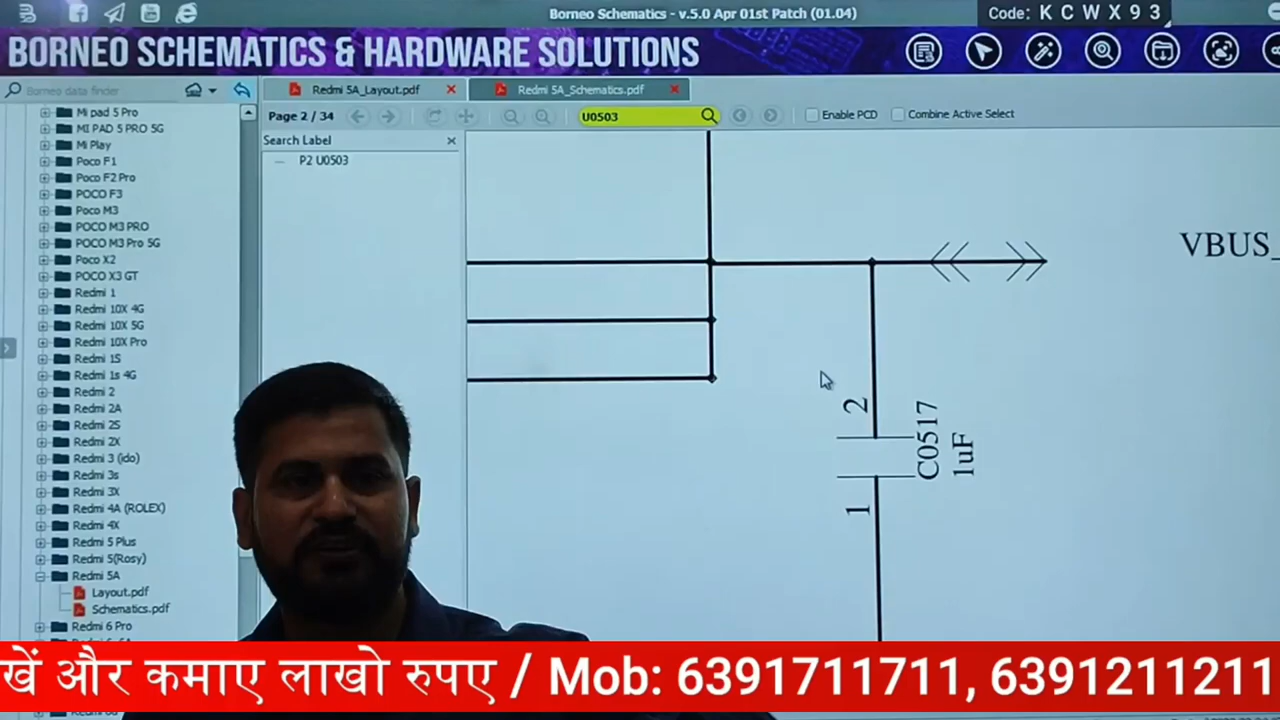 Borneo Schematics - v.5.0 Apr 01st Patch (01.04)
Code: K C W X 9 3
BORNEO SCHEMATICS & HARDWARE SOLUTIONS
Borneo data finder
Redmi 5A_Layout.pdf
Redmi 5A_Schematics.pdf
Page 2 / 34
U0503
Enable PCD
Combine Active Select
Search Label
P2 U0503
Mi pad 5 Pro
MI PAD 5 PRO 5G
Mi Play
Poco F1
Poco F2 Pro
POCO F3
Poco M3
POCO M3 PRO
POCO M3 Pro 5G
Poco X2
POCO X3 GT
Redmi 1
Redmi 10X 4G
Redmi 10X 5G
Redmi 10X Pro
Redmi 1S
Redmi 1s 4G
Redmi 2
Redmi 2A
Redmi 2S
Redmi 2X
Redmi 3 (ido)
Redmi 3s
Redmi 3X
Redmi 4A (ROLEX)
Redmi 4X
Redmi 5 Plus
Redmi 5(Rosy)
Redmi 5A
Layout.pdf
Schematics.pdf
Redmi 6 Pro
VBUS_
2
C0517
1uF
1
खें और कमाए लाखो रुपए / Mob: 6391711711, 6391211211